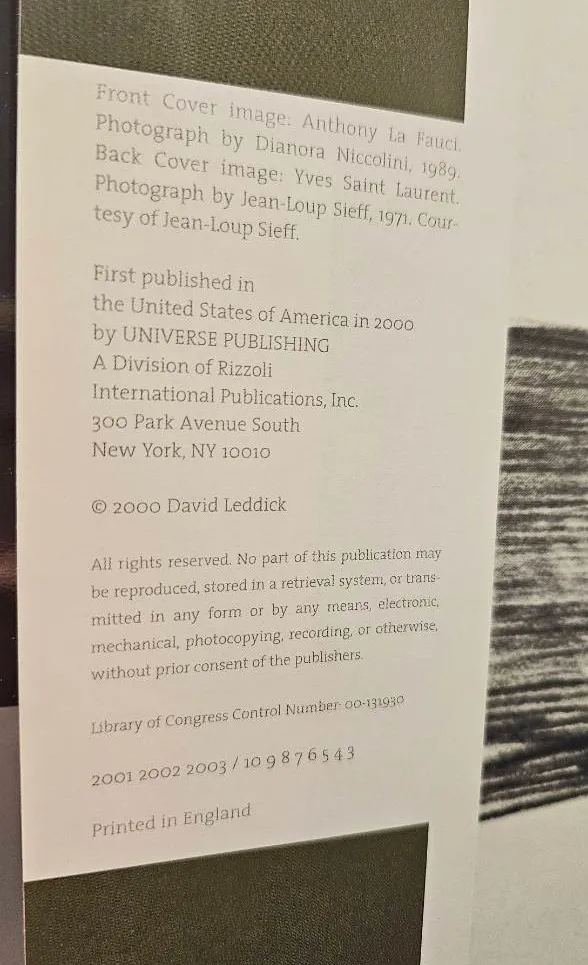 Front Cover image: Anthony La Fauci.
Photograph by Dianora Niccolini, 1989.
Back Cover image: Yves Saint Laurent.
Photograph by Jean-Loup Sieff, 1971. Cour-
tesy of Jean-Loup Sieff.
First published in
the United States of America in 2000
by UNIVERSE PUBLISHING
A Division of Rizzoli
International Publications, Inc.
300 Park Avenue South
New York, NY 10010
© 2000 David Leddick
All rights reserved. No part of this publication may
be reproduced, stored in a retrieval system, or trans-
mitted in any form or by any means, electronic,
mechanical, photocopying, recording, or otherwise,
without prior consent of the publishers.
Library of Congress Control Number: 00-131930
2001 2002 2003 / 10 9 8 7 6 5 4 3
Printed in England